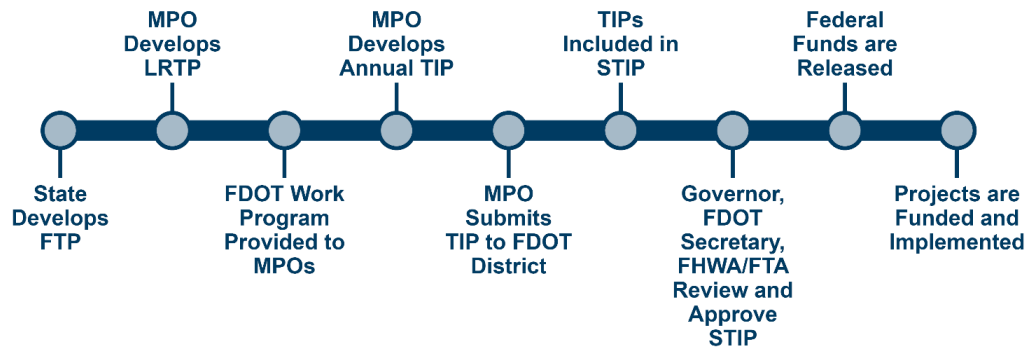 State
Develops
FTP
MPO
Develops
LRTP
FDOT Work
Program
Provided to
MPOs
MPO
Develops
Annual TIP
MPO
Submits
TIP to FDOT
District
TIPs
Included in
STIP
Governor,
FDOT
Secretary,
FHWA/FTA
Review and
Approve
STIP
Federal
Funds are
Released
Projects are
Funded and
Implemented